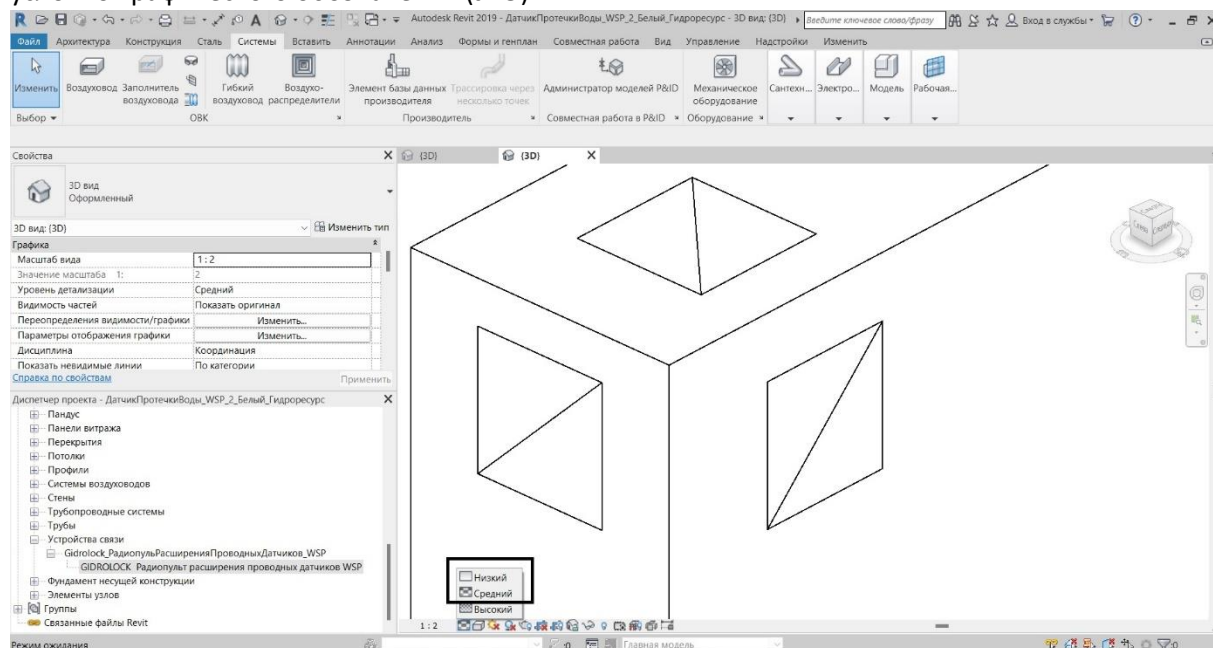 Autodesk Revit 2019 - ДатчикПротечкиВоды_WSP_2_Белый_Гидроресурс - 3D вид: {3D}
Введите ключевое слово/фразу
Вход в службы
Файл Архитектура Конструкция Сталь Системы Вставить Аннотации Анализ Формы и генплан Совместная работа Вид Управление Надстройки Изменить
Изменить Воздуховод Заполнитель воздуховода Гибкий воздуховод Воздухо-распределители Элемент базы данных производителя Трассировка через несколько точек Администратор моделей P&ID Механическое оборудование Сантехн... Электро... Модель Рабочая...
Выбор ОВК Производитель Совместная работа в P&ID Оборудование
Свойства
{3D} {3D}
3D вид
Оформленный
3D вид: {3D} Изменить тип
Графика
Масштаб вида 1 : 2
Значение масштаба 1: 2
Уровень детализации Средний
Видимость частей Показать оригинал
Переопределения видимости/графики Изменить...
Параметры отображения графики Изменить...
Дисциплина Координация
Показать невидимые линии По категории
Справка по свойствам Применить
Диспетчер проекта - ДатчикПротечкиВоды_WSP_2_Белый_Гидроресурс
Пандус
Панели витража
Перекрытия
Потолки
Профили
Системы воздуховодов
Стены
Трубопроводные системы
Трубы
Устройства связи
Gidrolock_РадиопульРасширенияПроводныхДатчиков_WSP
GIDROLOCK Радиопульт расширения проводных датчиков WSP
Фундамент несущей конструкции
Элементы узлов
Группы
Связанные файлы Revit
Низкий
Средний
Высокий
1 : 2
Режим ожидания
:0
Главная модель
:0